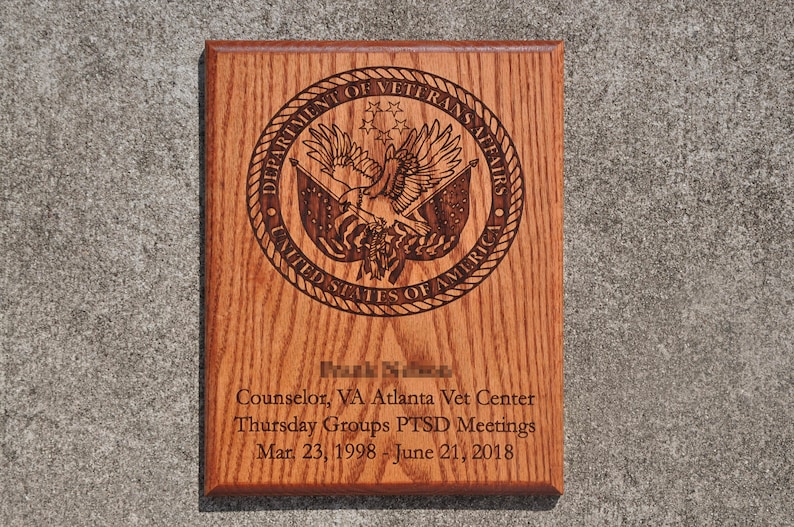 DEPARTMENT OF VETERANS AFFAIRS
UNITED STATES OF AMERICA
Counselor, VA Atlanta Vet Center
Thursday Groups PTSD Meetings
Mar. 23, 1998 - June 21, 2018